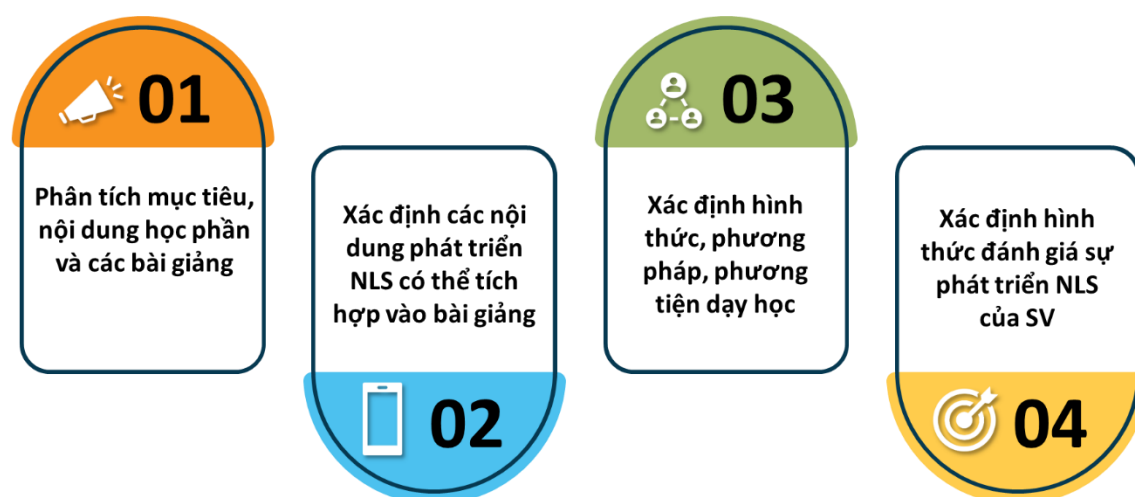 01
Phân tích mục tiêu,
nội dung học phần
và các bài giảng
Xác định các nội
dung phát triển
NLS có thể tích
hợp vào bài giảng
02
03
Xác định hình
thức, phương
pháp, phương
tiện dạy học
Xác định hình
thức đánh giá sự
phát triển NLS
của SV
04